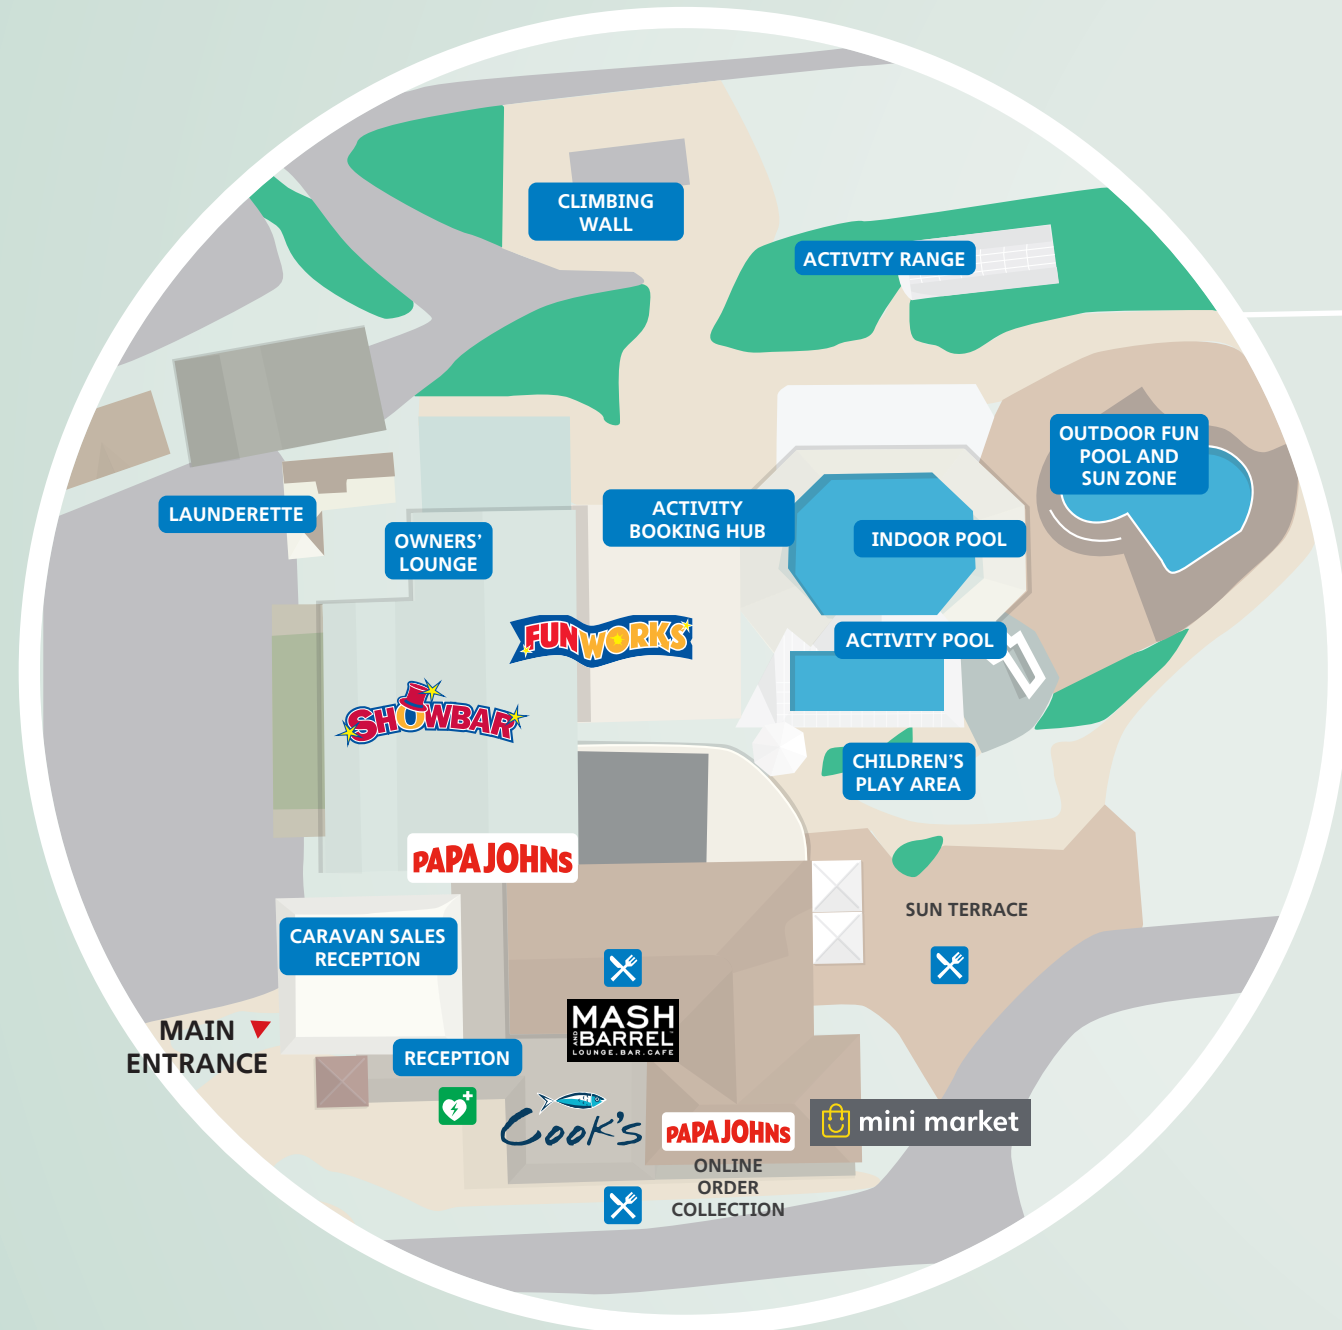 CLIMBING
WALL
ACTIVITY RANGE
OUTDOOR FUN
POOL AND
SUN ZONE
LAUNDERETTE
OWNERS'
LOUNGE
ACTIVITY
BOOKING HUB
INDOOR POOL
FUNWORKS
ACTIVITY POOL
SHOWBAR
CHILDREN'S
PLAY AREA
PAPA JOHNS
SUN TERRACE
CARAVAN SALES
RECEPTION
MASH
AND BARREL
LOUNGE.BAR.CAFE
MAIN
ENTRANCE
RECEPTION
COOK'S
PAPA JOHNS
ONLINE
ORDER
COLLECTION
mini market